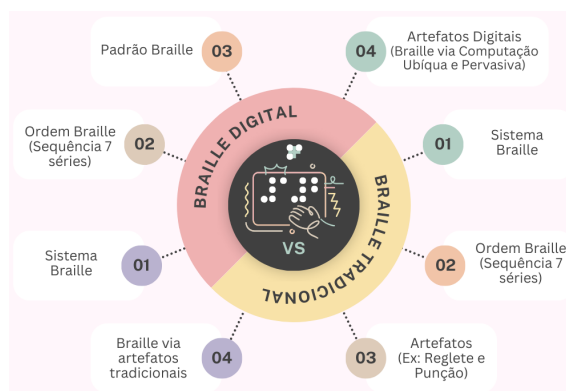 Padrão Braille
03
04
Artefatos Digitais
(Braille via Computação
Ubíqua e Pervasiva)
Ordem Braille
(Sequência 7
séries)
02
BRAILLE DIGITAL
01
Sistema
Braille
VS
BRAILLE TRADICIONAL
Sistema
Braille
01
02
Ordem Braille
(Sequência 7
séries)
Braille via
artefatos
tradicionais
04
03
Artefatos
(Ex: Reglete e
Punção)